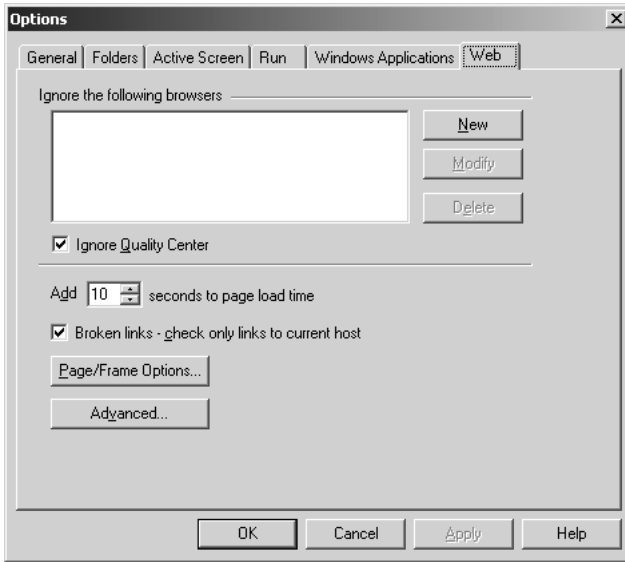 Options
General Folders Active Screen Run Windows Applications Web
Ignore the following browsers
New
Modify
Delete
Ignore Quality Center
Add 10 seconds to page load time
Broken links - check only links to current host
Page/Frame Options...
Advanced...
OK Cancel Apply Help